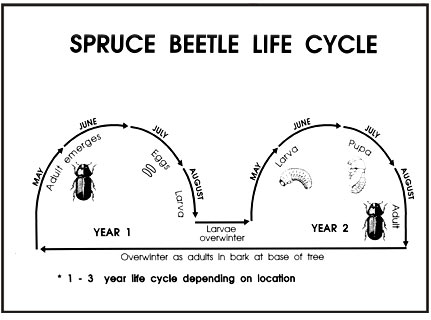 SPRUCE BEETLE LIFE CYCLE
MAY
JUNE
JULY
AUGUST
Adult emerges
Eggs
Larva
YEAR 1
Larvae
overwinter
MAY
JUNE
JULY
AUGUST
Larva
Pupa
Adult
YEAR 2
Overwinter as adults in bark at base of tree
* 1 - 3 year life cycle depending on location